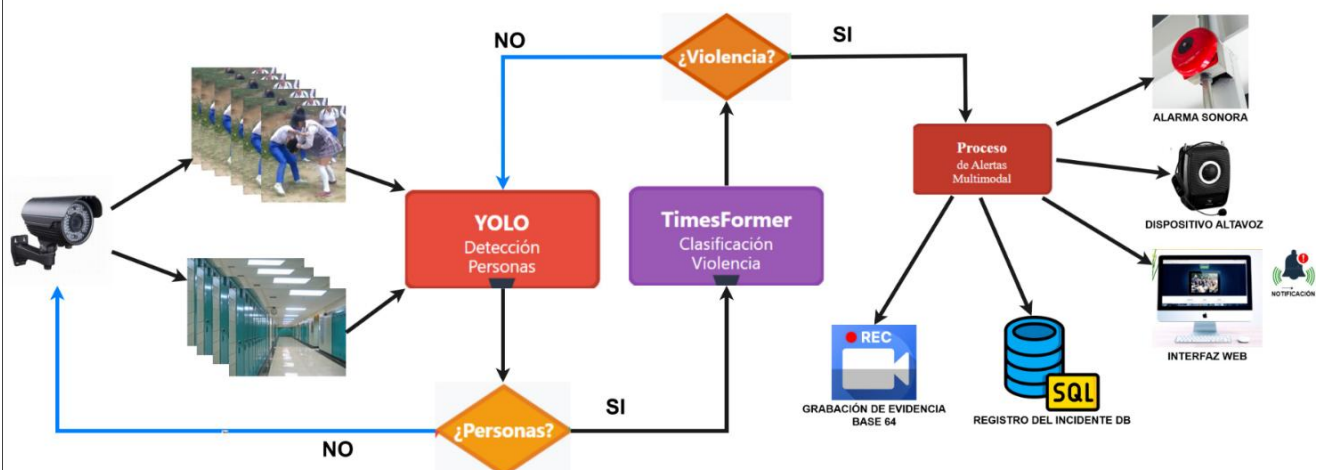 NO
¿Violencia?
SI
ALARMA SONORA
Proceso
de Alertas
Multimodal
YOLO
Detección
Personas
TimesFormer
Clasificación
Violencia
DISPOSITIVO ALTAVOZ
NOTIFICACIÓN
INTERFAZ WEB
REC
GRABACIÓN DE EVIDENCIA
BASE 64
SQL
REGISTRO DEL INCIDENTE DB
¿Personas?
SI
NO